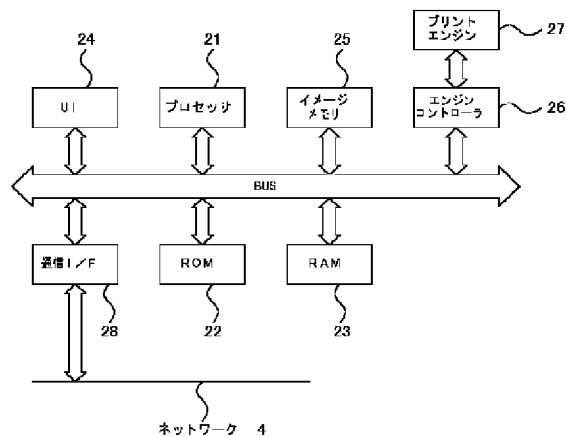 プリント
エンジン
27
24
21
25
UI
プロセッサ
イメージ
メモリ
エンジン
コントローラ
26
BUS
通信I/F
ROM
RAM
28
22
23
ネットワーク 4